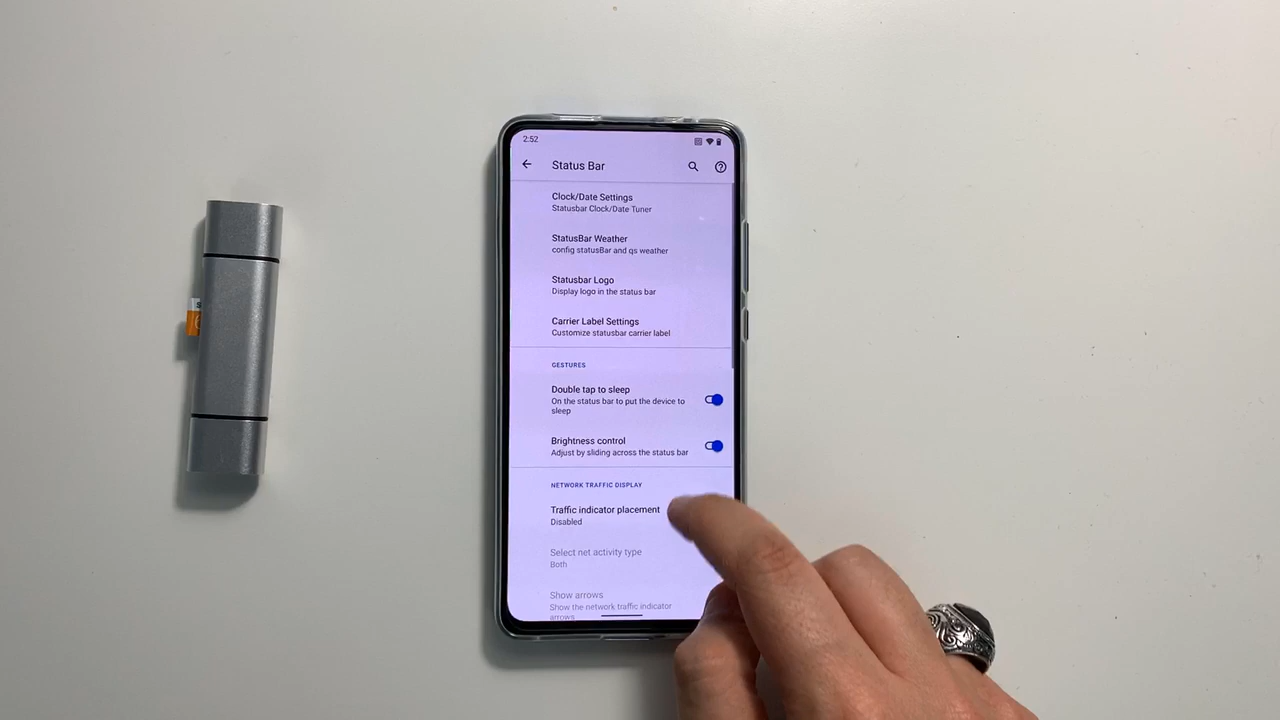 2:52
Status Bar
Clock/Date Settings
Statusbar Clock/Date Tuner
StatusBar Weather
config statusBar and qs weather
Statusbar Logo
Display logo in the status bar
Carrier Label Settings
Customize statusbar carrier label
GESTURES
Double tap to sleep
On the status bar to put the device to
sleep
Brightness control
Adjust by sliding across the status bar
NETWORK TRAFFIC DISPLAY
Traffic indicator placement
Disabled
Select net activity type
Both
Show arrows
Show the network traffic indicator
arrows